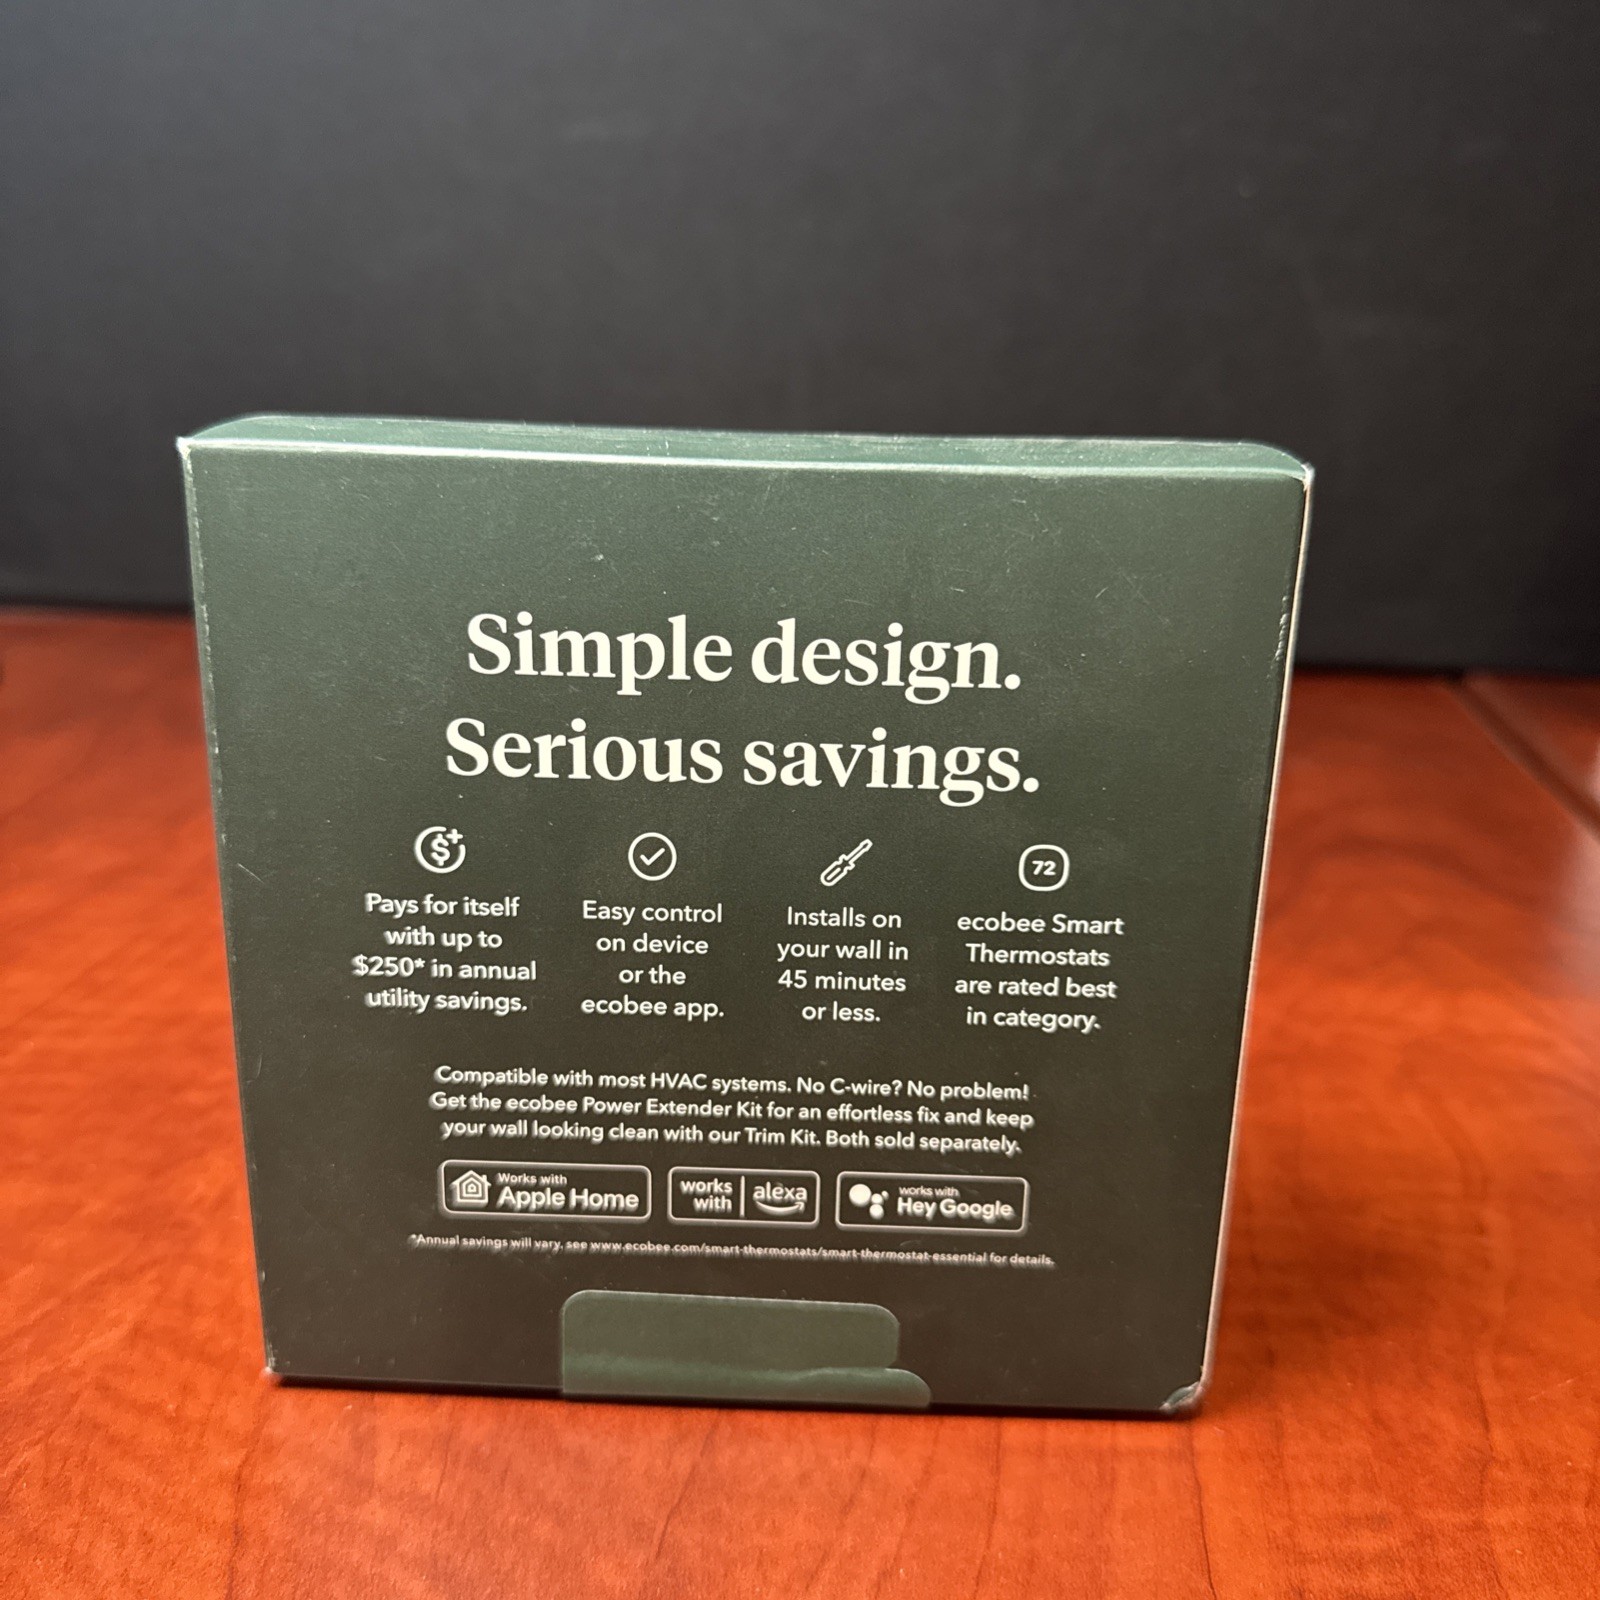 Simple design.
Serious savings.
Pays for itself
with up to
$250* in annual
utility savings.
Easy control
on device
or the
ecobee app.
Installs on
your wall in
45 minutes
or less.
72
ecobee Smart
Thermostats
are rated best
in category.
Compatible with most HVAC systems. No C-wire? No problem!
Get the ecobee Power Extender Kit for an effortless fix and keep
your wall looking clean with our Trim Kit. Both sold separately.
Works with
Apple Home
works
with
alexa
works with
Hey Google
*Annual savings will vary, see www.ecobee.com/smart-thermostats/smart-thermostat-essential for details.